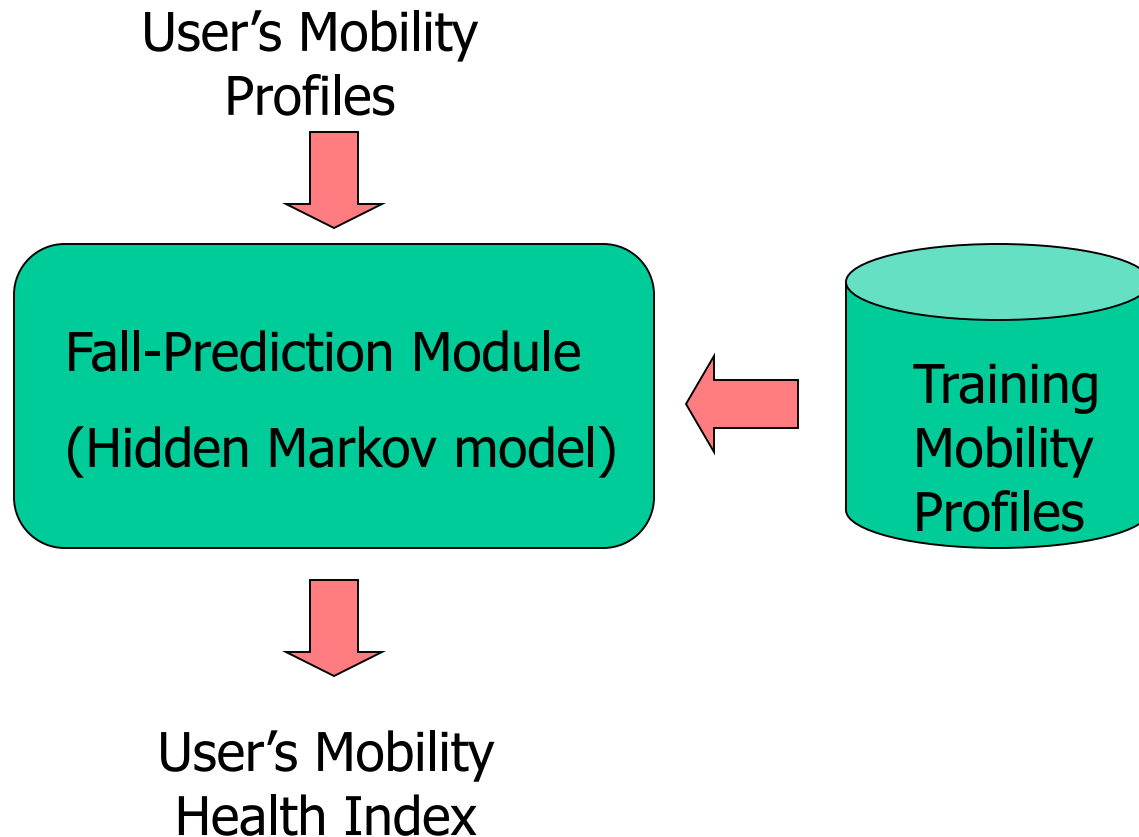 User’s Mobility
Profiles
Fall-Prediction Module
(Hidden Markov model)
Training
Mobility
Profiles
User’s Mobility
Health Index